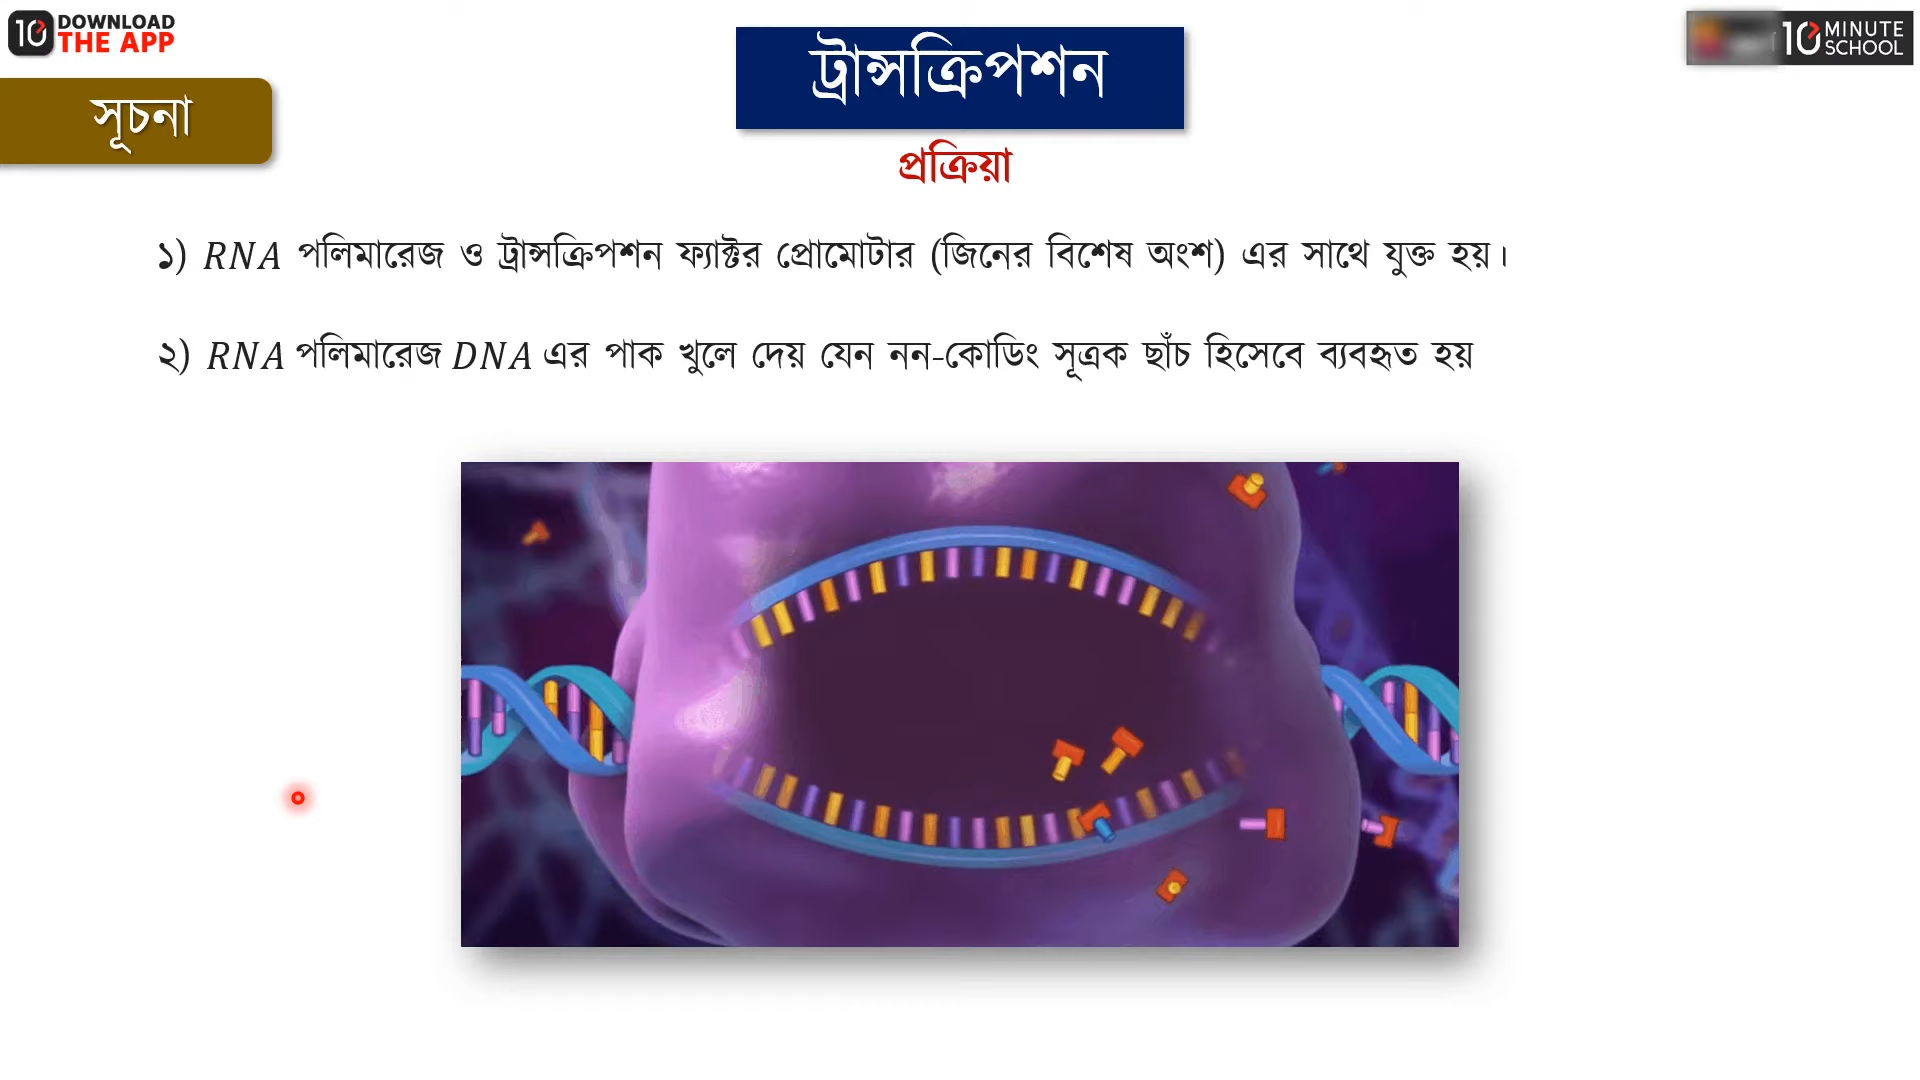 10 DOWNLOAD THE APP
10 MINUTE SCHOOL
ট্রান্সক্রিপশন
সূচনা
প্রক্রিয়া
১) RNA পলিমারেজ ও ট্রান্সক্রিপশন ফ্যাক্টর প্রোমোটার (জিনের বিশেষ অংশ) এর সাথে যুক্ত হয়।
২) RNA পলিমারেজ DNA এর পাক খুলে দেয় যেন নন-কোডিং সূত্রক ছাঁচ হিসেবে ব্যবহৃত হয়